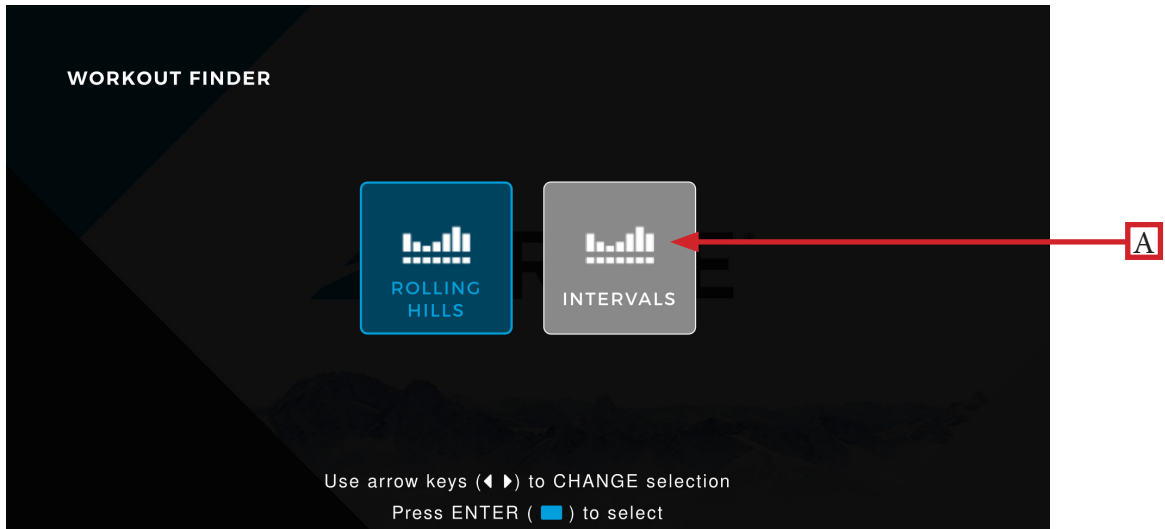 WORKOUT FINDER
ROLLING
HILLS
INTERVALS
A
Use arrow keys (◀ ▶) to CHANGE selection
Press ENTER ( ) to select